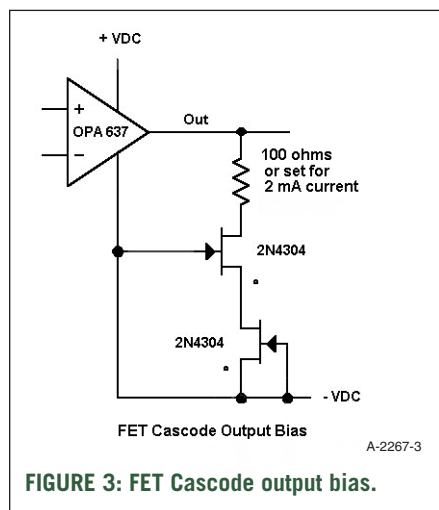 + VDC
+
OPA 637
−
Out
100 ohms
or set for
2 mA current
2N4304
2N4304
- VDC
FET Cascode Output Bias
A-2267-3
FIGURE 3: FET Cascode output bias.